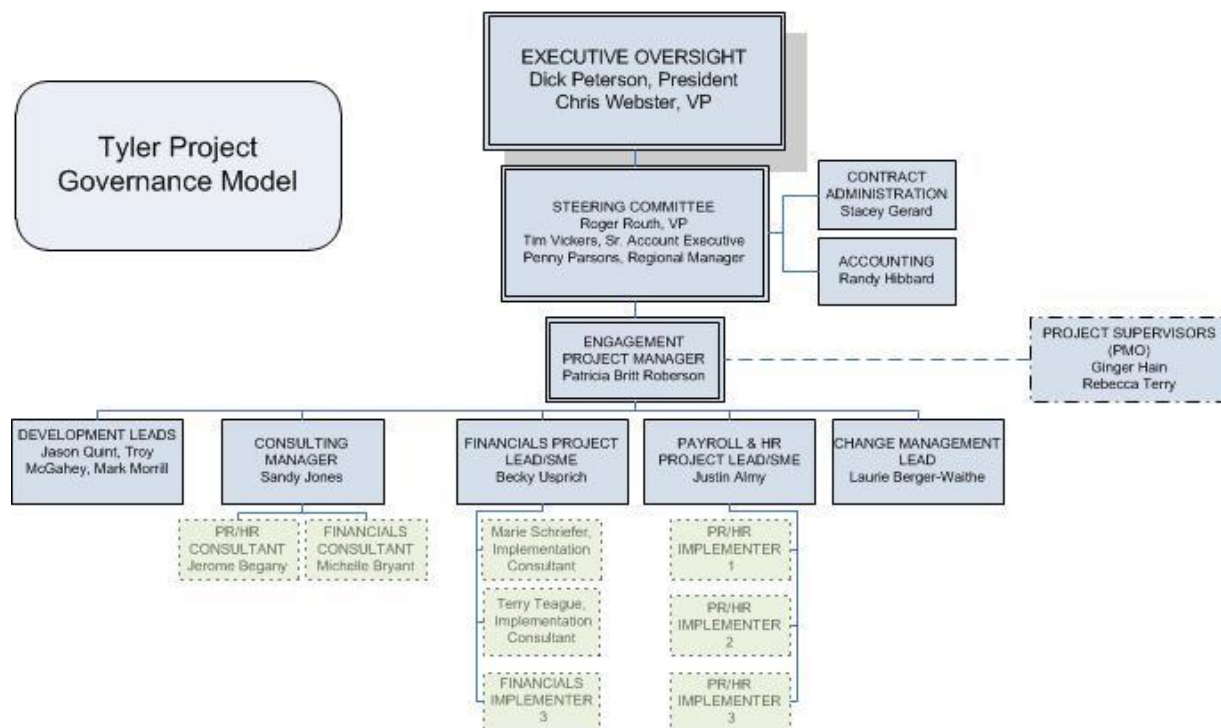 Tyler Project
Governance Model
EXECUTIVE OVERSIGHT
Dick Peterson, President
Chris Webster, VP
STEERING COMMITTEE
Roger Routh, VP
Tim Vickers, Sr. Account Executive
Penny Parsons, Regional Manager
CONTRACT
ADMINISTRATION
Stacey Gerard
ACCOUNTING
Randy Hibbard
ENGAGEMENT
PROJECT MANAGER
Patricia Britt Roberson
PROJECT SUPERVISORS
(PMO)
Ginger Hain
Rebecca Terry
DEVELOPMENT LEADS
Jason Quint, Troy
McGahey, Mark Morrill
CONSULTING
MANAGER
Sandy Jones
FINANCIALS PROJECT
LEAD/SME
Becky Usprich
PAYROLL & HR
PROJECT LEAD/SME
Justin Almy
CHANGE MANAGEMENT
LEAD
Laurie Berger-Waithe
PR/HR
CONSULTANT
Jerome Begany
FINANCIALS
CONSULTANT
Michelle Bryant
Marie Schriefer,
Implementation
Consultant
Terry Teague,
Implementation
Consultant
FINANCIALS
IMPLEMENTER
3
PR/HR
IMPLEMENTER
1
PR/HR
IMPLEMENTER
2
PR/HR
IMPLEMENTER
3